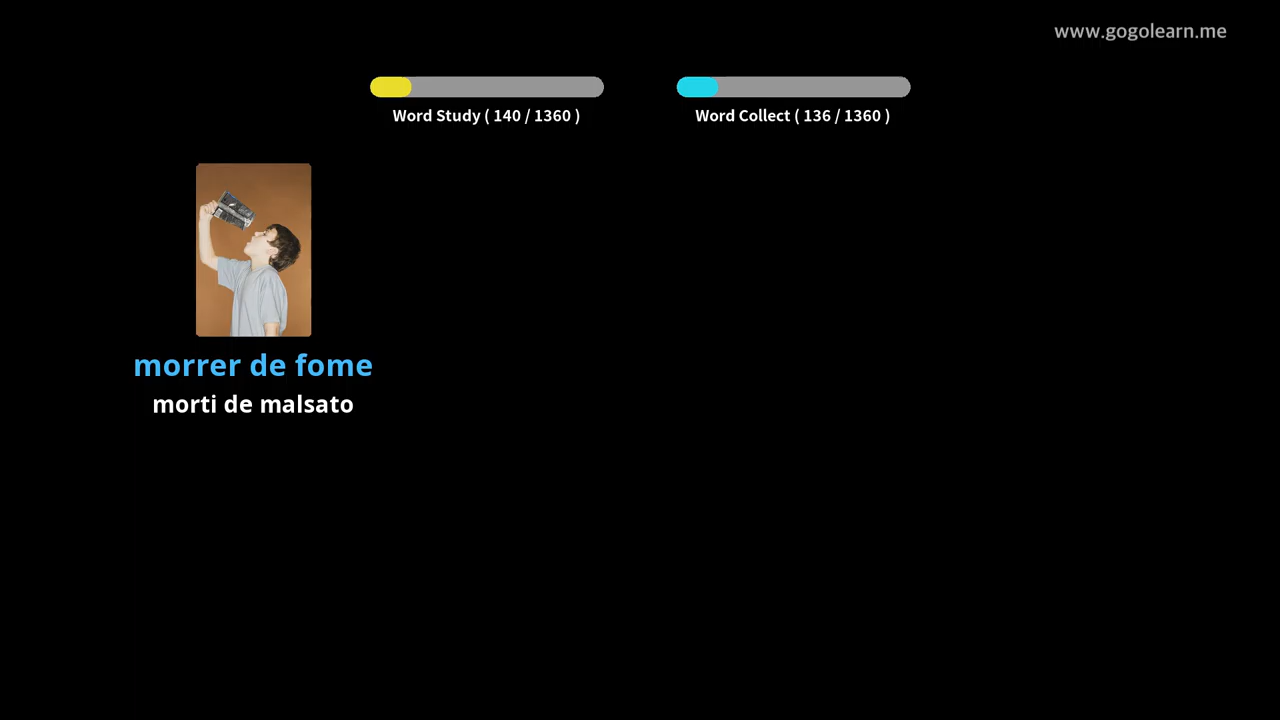 www.gogolearn.me
Word Study ( 140 / 1360 )
Word Collect ( 136 / 1360 )
morrer de fome
morti de malsato